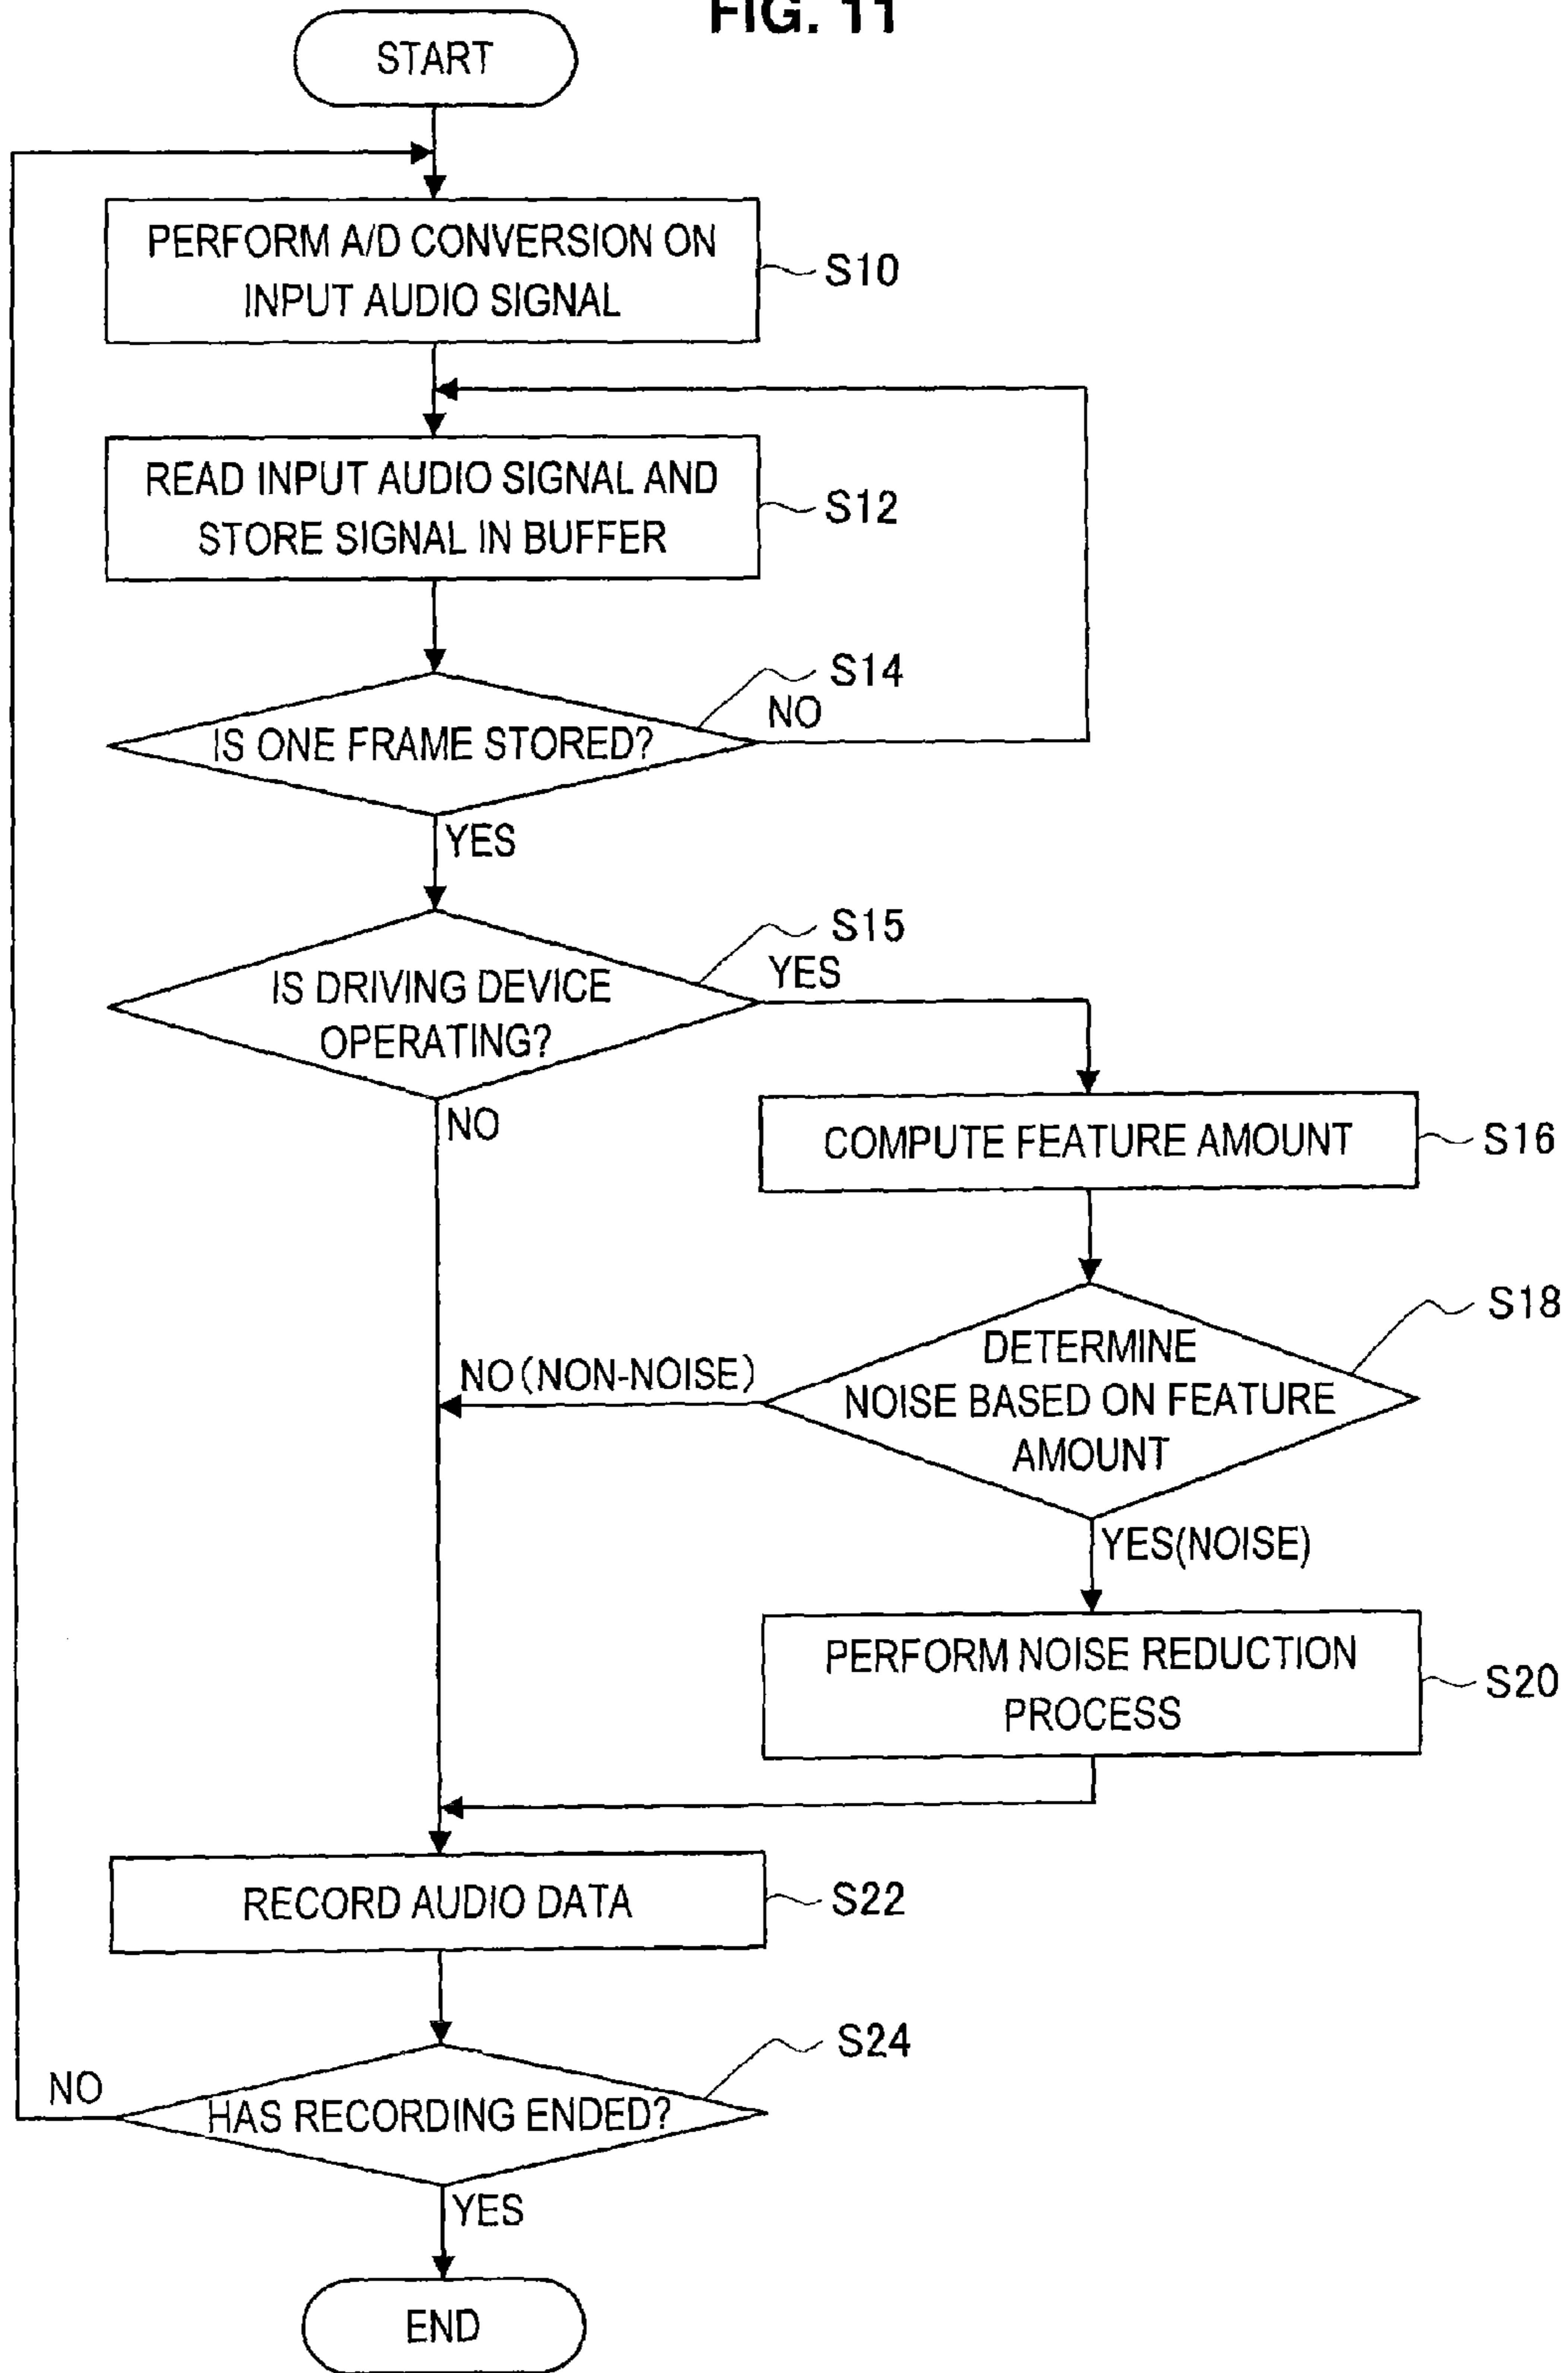 FIG. 11
START
PERFORM A/D CONVERSION ON
INPUT AUDIO SIGNAL
S10
READ INPUT AUDIO SIGNAL AND
STORE SIGNAL IN BUFFER
S12
S14
IS ONE FRAME STORED?
NO
YES
S15
IS DRIVING DEVICE
OPERATING?
YES
NO
COMPUTE FEATURE AMOUNT
S16
S18
DETERMINE
NOISE BASED ON FEATURE
AMOUNT
NO(NON-NOISE)
YES(NOISE)
PERFORM NOISE REDUCTION
PROCESS
S20
RECORD AUDIO DATA
S22
S24
HAS RECORDING ENDED?
NO
YES
END